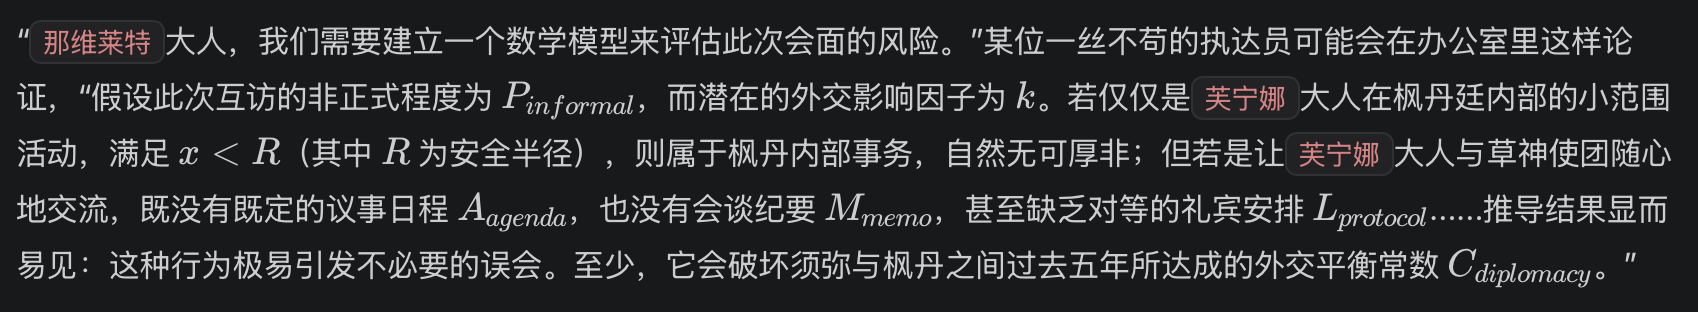 “那维莱特大人，我们需要建立一个数学模型来评估此次会面的风险。”某位一丝不苟的执达员可能会在办公室里这样论
证，“假设此次互访的非正式程度为 P_{informal}，而潜在的外交影响因子为 k。若仅仅是芙宁娜大人在枫丹廷内部的小范围
活动，满足 x < R（其中 R 为安全半径），则属于枫丹内部事务，自然无可厚非；但若是让芙宁娜大人与草神使团随心
地交流，既没有既定的议事日程 A_{agenda}，也没有会谈纪要 M_{memo}，甚至缺乏对等的礼宾安排 L_{protocol}……推导结果显而
易见：这种行为极易引发不必要的误会。至少，它会破坏须弥与枫丹之间过去五年所达成的外交平衡常数 C_{diplomacy}。”